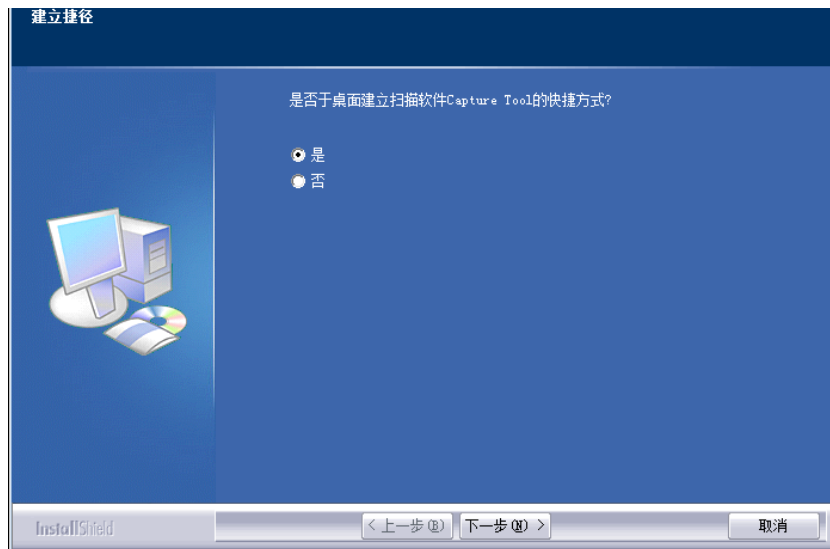 建立捷径
是否于桌面建立扫描软件Capture Tool的快捷方式?
是
否
InstallShield
< 上一步(B)
下一步(N) >
取消